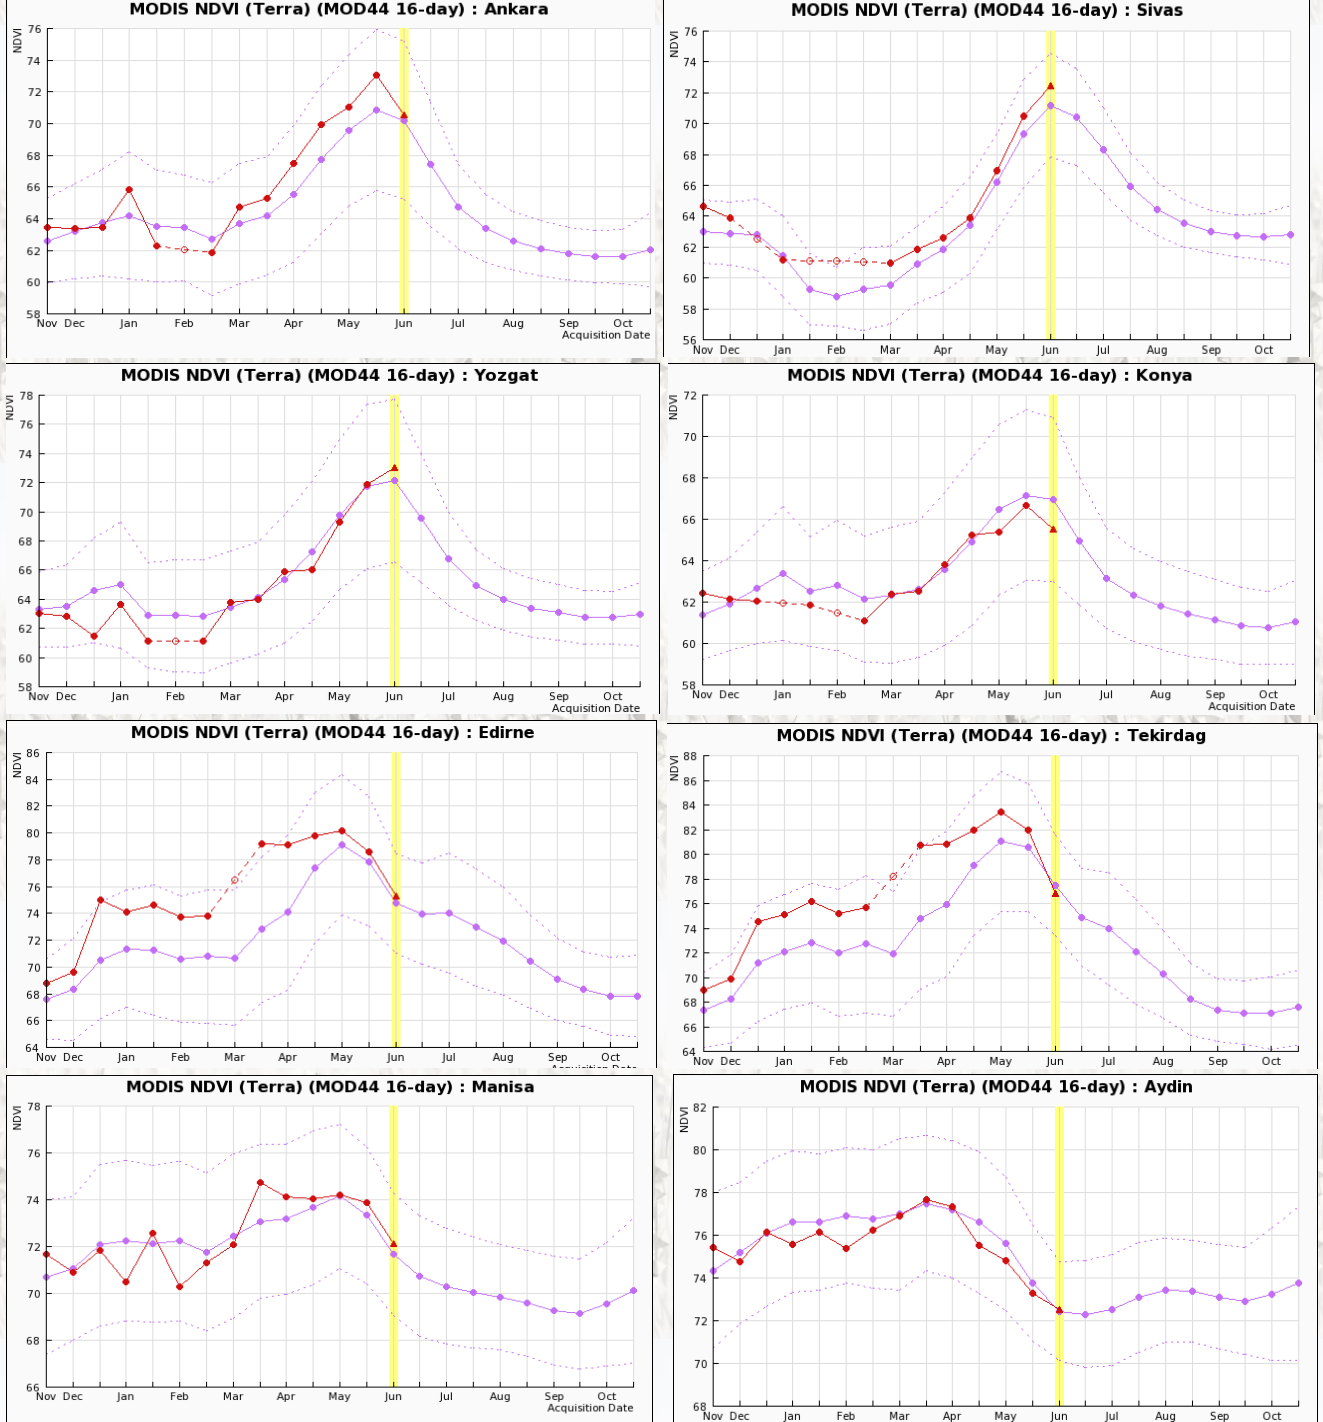 MODIS NDVI (Terra) (MOD44 16-day) : Ankara
NDVI
76
74
72
70
68
66
64
62
60
58
Nov Dec Jan Feb Mar Apr May Jun Jul Aug Sep Oct
Acquisition Date
MODIS NDVI (Terra) (MOD44 16-day) : Sivas
NDVI
76
74
72
70
68
66
64
62
60
58
56
Nov Dec Jan Feb Mar Apr May Jun Jul Aug Sep Oct
MODIS NDVI (Terra) (MOD44 16-day) : Yozgat
NDVI
78
76
74
72
70
68
66
64
62
60
58
Nov Dec Jan Feb Mar Apr May Jun Jul Aug Sep Oct
Acquisition Date
MODIS NDVI (Terra) (MOD44 16-day) : Konya
NDVI
72
70
68
66
64
62
60
58
Nov Dec Jan Feb Mar Apr May Jun Jul Aug Sep Oct
Acquisition Date
MODIS NDVI (Terra) (MOD44 16-day) : Edirne
NDVI
86
84
82
80
78
76
74
72
70
68
66
64
Nov Dec Jan Feb Mar Apr May Jun Jul Aug Sep Oct
Acquisition Date
MODIS NDVI (Terra) (MOD44 16-day) : Tekirdag
NDVI
88
86
84
82
80
78
76
74
72
70
68
66
64
Nov Dec Jan Feb Mar Apr May Jun Jul Aug Sep Oct
MODIS NDVI (Terra) (MOD44 16-day) : Manisa
NDVI
78
76
74
72
70
68
66
Nov Dec Jan Feb Mar Apr May Jun Jul Aug Sep Oct
Acquisition Date
MODIS NDVI (Terra) (MOD44 16-day) : Aydin
NDVI
82
80
78
76
74
72
70
68
Nov Dec Jan Feb Mar Apr May Jun Jul Aug Sep Oct